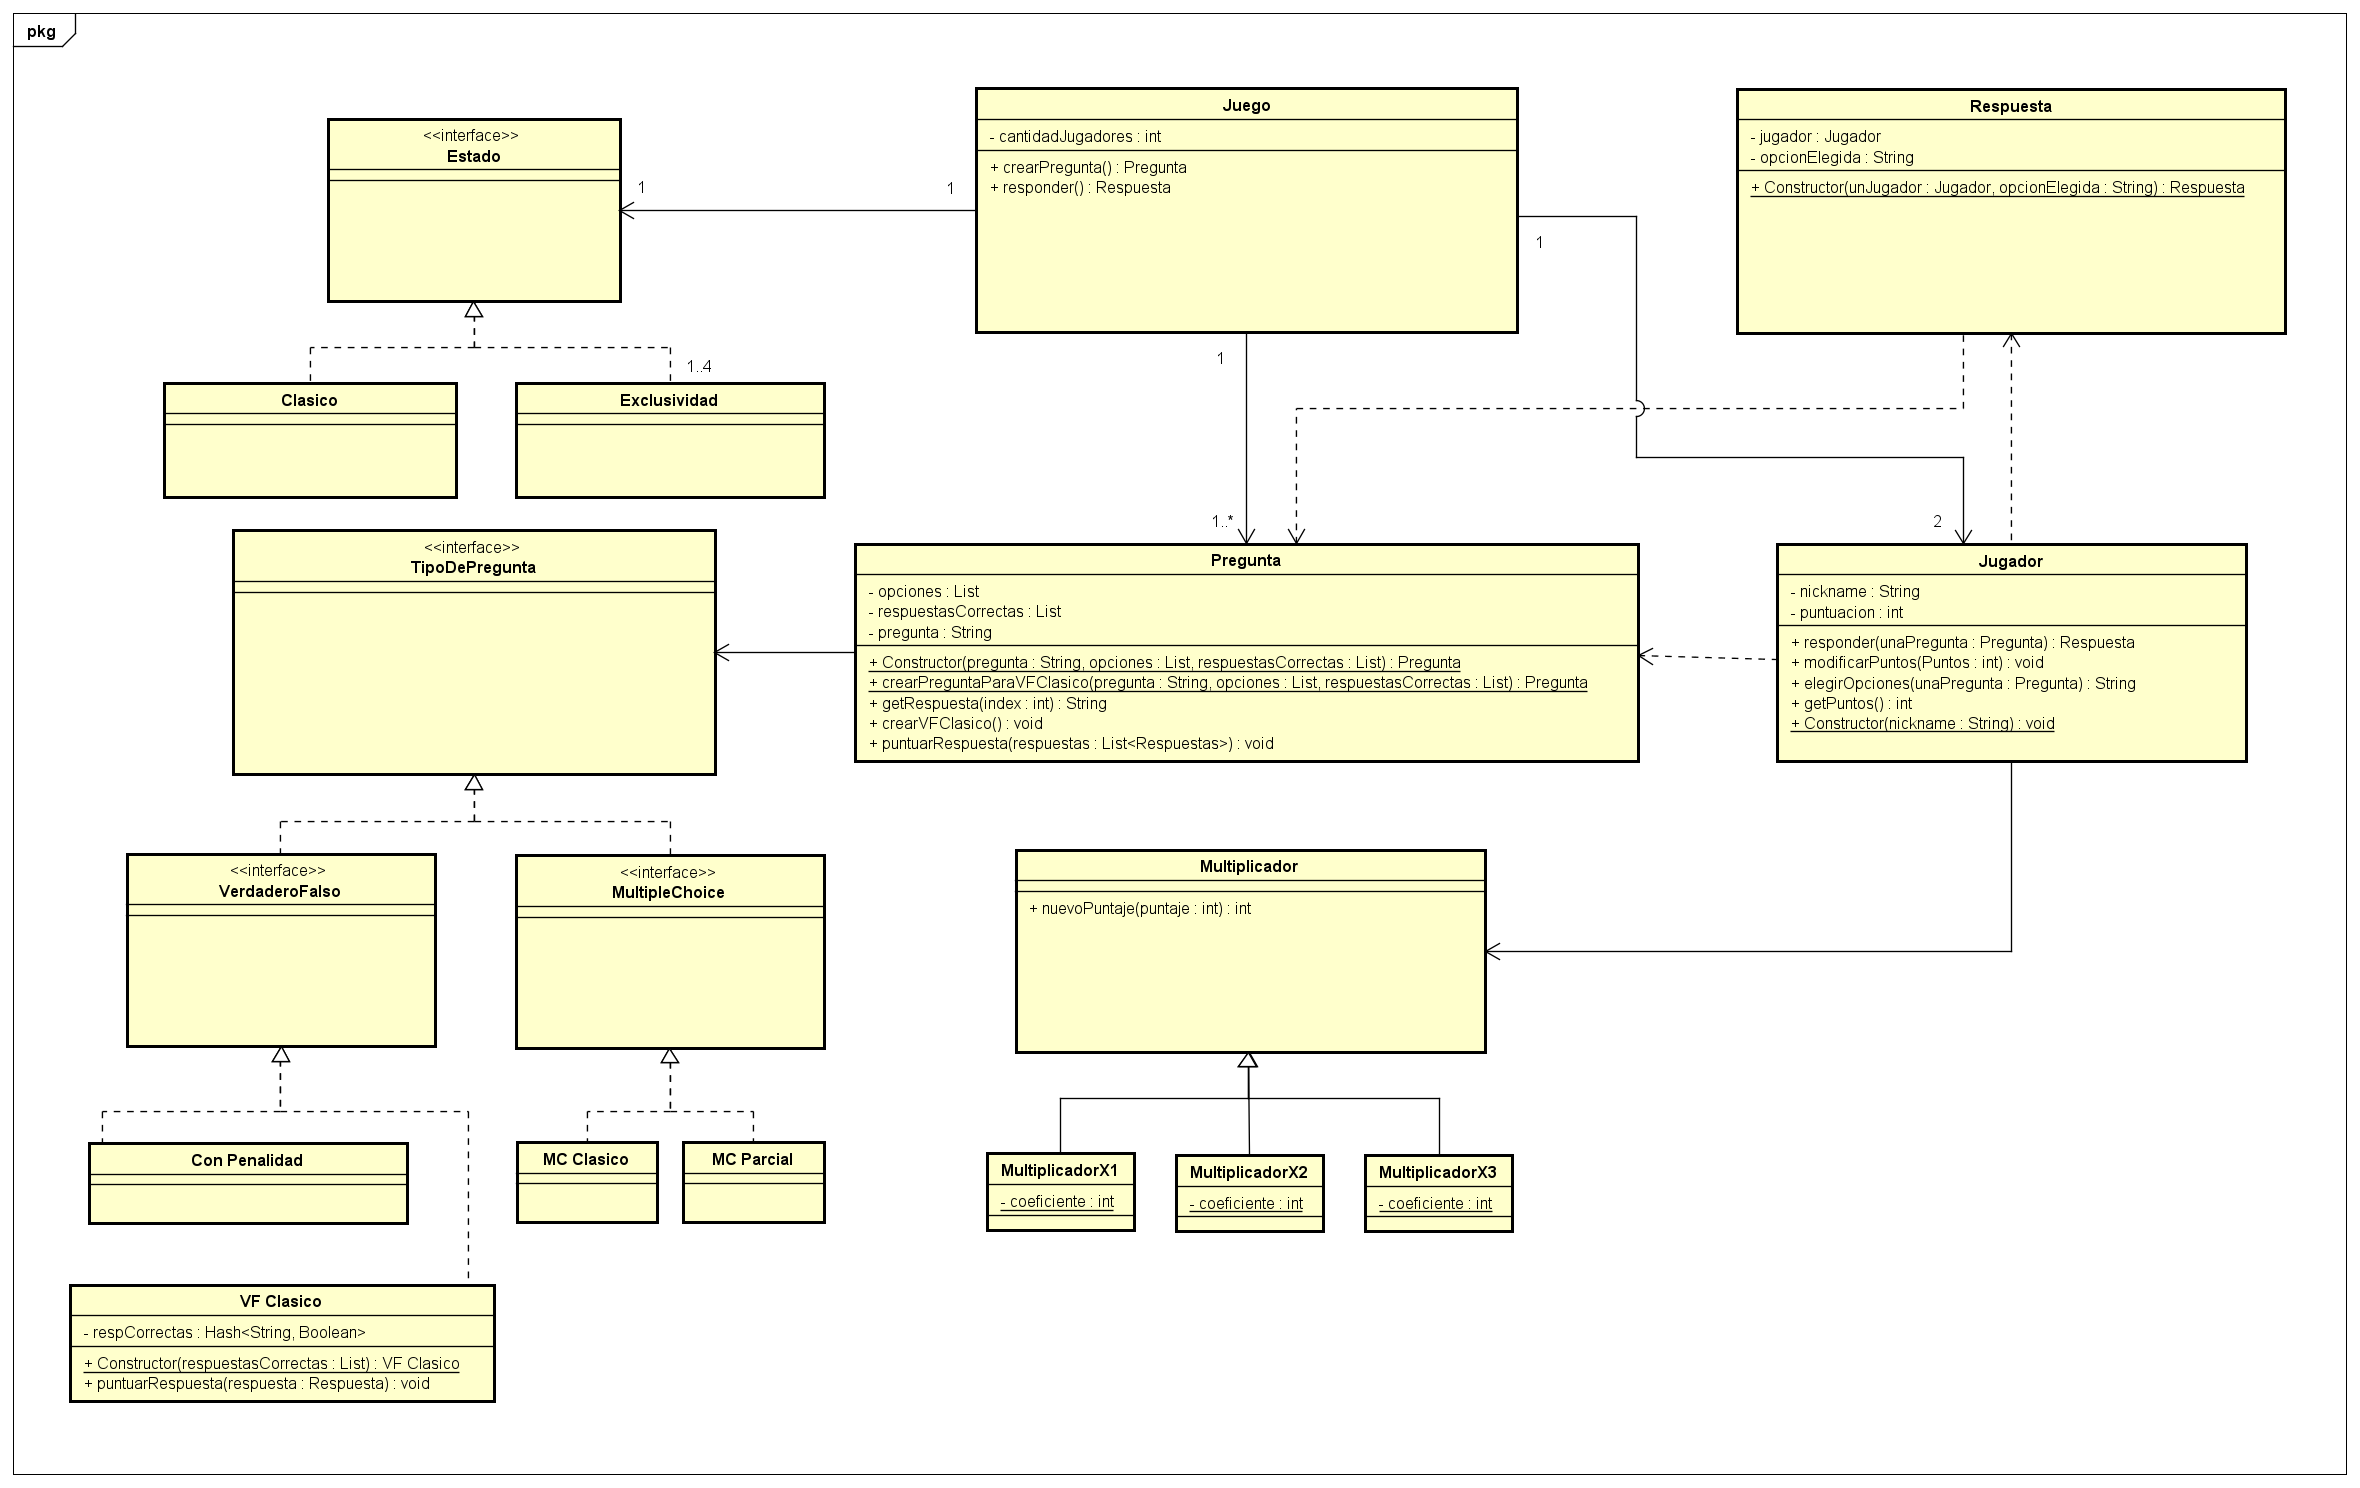 pkg
Juego
- cantidadJugadores : int
+ crearPregunta() : Pregunta
+ responder() : Respuesta
Respuesta
- jugador : Jugador
- opcionElegida : String
+ Constructor(unJugador : Jugador, opcionElegida : String) : Respuesta
<<interface>>
Estado
1
1
1
1
1..4
Clasico
Exclusividad
1..*
2
<<interface>>
TipoDePregunta
Pregunta
- opciones : List
- respuestasCorrectas : List
- pregunta : String
+ Constructor(pregunta : String, opciones : List, respuestasCorrectas : List) : Pregunta
+ crearPreguntaParaVFClasico(pregunta : String, opciones : List, respuestasCorrectas : List) : Pregunta
+ getRespuesta(index : int) : String
+ crearVFClasico() : void
+ puntuarRespuesta(respuestas : List<Respuestas>) : void
Jugador
- nickname : String
- puntuacion : int
+ responder(unaPregunta : Pregunta) : Respuesta
+ modificarPuntos(Puntos : int) : void
+ elegirOpciones(unaPregunta : Pregunta) : String
+ getPuntos() : int
+ Constructor(nickname : String) : void
<<interface>>
VerdaderoFalso
<<interface>>
MultipleChoice
Multiplicador
+ nuevoPuntaje(puntaje : int) : int
Con Penalidad
MC Clasico
MC Parcial
MultiplicadorX1
- coeficiente : int
MultiplicadorX2
- coeficiente : int
MultiplicadorX3
- coeficiente : int
VF Clasico
- respCorrectas : Hash<String, Boolean>
+ Constructor(respuestasCorrectas : List) : VF Clasico
+ puntuarRespuesta(respuesta : Respuesta) : void